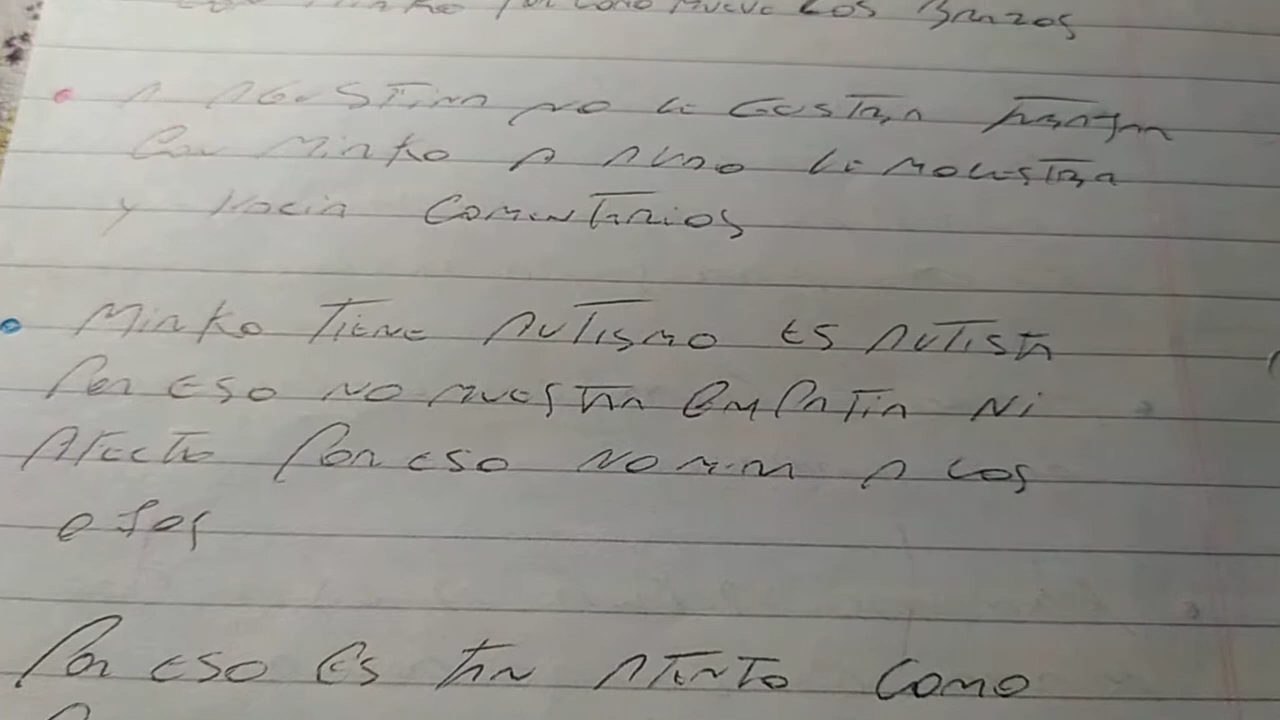 Minko por como mueve los Brazos
A Agustina no le Gustaba trabajar
Con Minko A Aldo le molestaba
y Hacia Comentarios
Minko Tiene Autismo es Autista
Por eso no muestra Empatia Ni
Afecto Por eso no mira A los
ojos
Por eso Es tan Atento Como